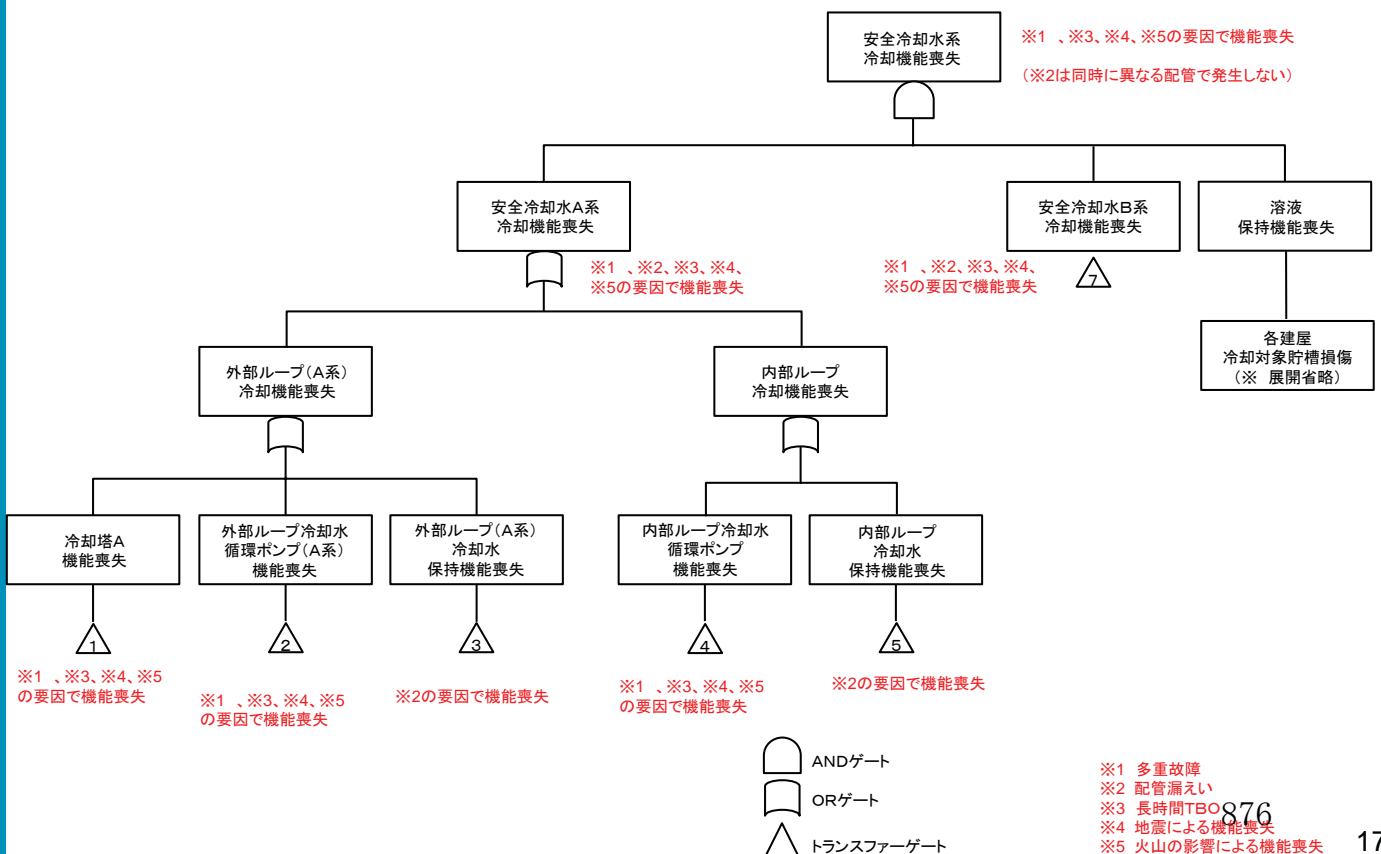 安全冷却水系
冷却機能喪失
※1 、※3、※4、※5の要因で機能喪失
（※2は同時に異なる配管で発生しない）
安全冷却水A系
冷却機能喪失
※1 、※2、※3、※4、
※5の要因で機能喪失
安全冷却水B系
冷却機能喪失
※1 、※2、※3、※4、
※5の要因で機能喪失
7
溶液
保持機能喪失
各建屋
冷却対象貯槽損傷
（※ 展開省略）
外部ループ（A系）
冷却機能喪失
内部ループ
冷却機能喪失
冷却塔A
機能喪失
外部ループ冷却水
循環ポンプ（A系）
機能喪失
外部ループ（A系）
冷却水
保持機能喪失
内部ループ冷却水
循環ポンプ
機能喪失
内部ループ
冷却水
保持機能喪失
1
2
3
4
5
※1 、※3、※4、※5
の要因で機能喪失
※1 、※3、※4、※5
の要因で機能喪失
※2の要因で機能喪失
※1 、※3、※4、※5
の要因で機能喪失
※2の要因で機能喪失
ANDゲート
ORゲート
トランスファーゲート
※1 多重故障
※2 配管漏えい
※3 長時間TBO
※4 地震による機能喪失
※5 火山の影響による機能喪失
876
17